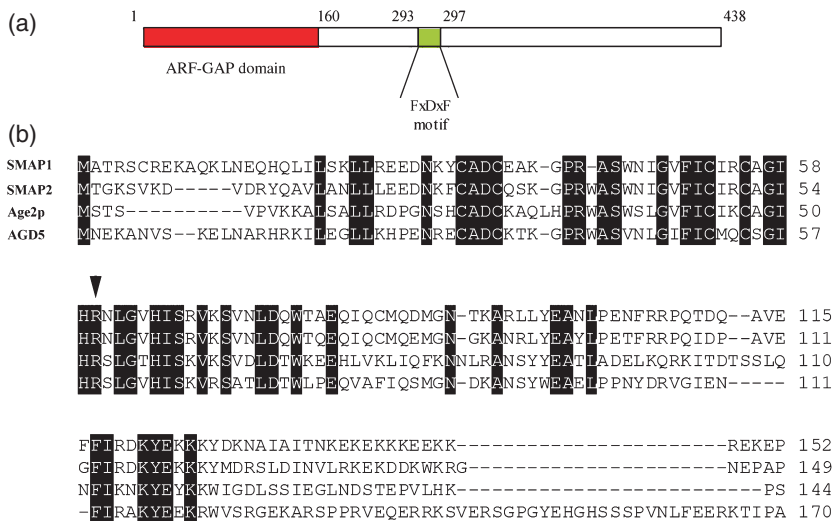 (a)
1 160 293 297 438
ARF-GAP domain
FxDxF
motif
(b)
SMAP1 MATRSCREKAQKLNEQHQLILSKLLREEDNKYCADCEAK-GPR-ASWNIGVFICIRCAGI 58
SMAP2 MTGKSVKD-----VDRYQAVLANLLLEEDNKFCADCQSK-GPRWASWNIGVFICIRCAGI 54
Age2p MSTS----------VPVKKALSALLRDPGNSHCADCKAQLHPRWASWSLGVFICIKCAGI 50
AGD5 MNEKANVS--KELNARHRKILEGLLKHPENRECADCKTK-GPRWASVNLGIFICMQCSGI 57
HRNLGVHISRVKSVNLDQWTAEQIQCMQDMGN-TKARLLYEANLPENFRRPQTDQ--AVE 115
HRNLGVHISRVKSVNLDQWTQEQIQCMQEMGN-GKANRLYEAYLPETFRRPQIDP--AVE 111
HRSLGTHISKVKSVDLDTWKEEHLVKLIQFKNNLRANSYYEATLADELKQRKITDTSSLQ 110
HRSLGVHISKVRSATLDTWLPEQVAFIQSMGN-DKANSYWEAELPPNYDRVGIEN----- 111
FFIRDKYEKKKYDKNAIAITNKEKEKKKEEKK-----------------------REKEP 152
GFIRDKYEKKKYMDRSLDINVLRKEKDDKWKRG----------------------NEPAP 149
NFIKNKYEYKKWIGDLSSIEGLNDSTEPVLHK------------------------PS 144
-FIRAKYEEKRWVSRGEKARSPPRVEQERRKSVERSGPGYEHGHSSSPVNLFEERKTIPA 170